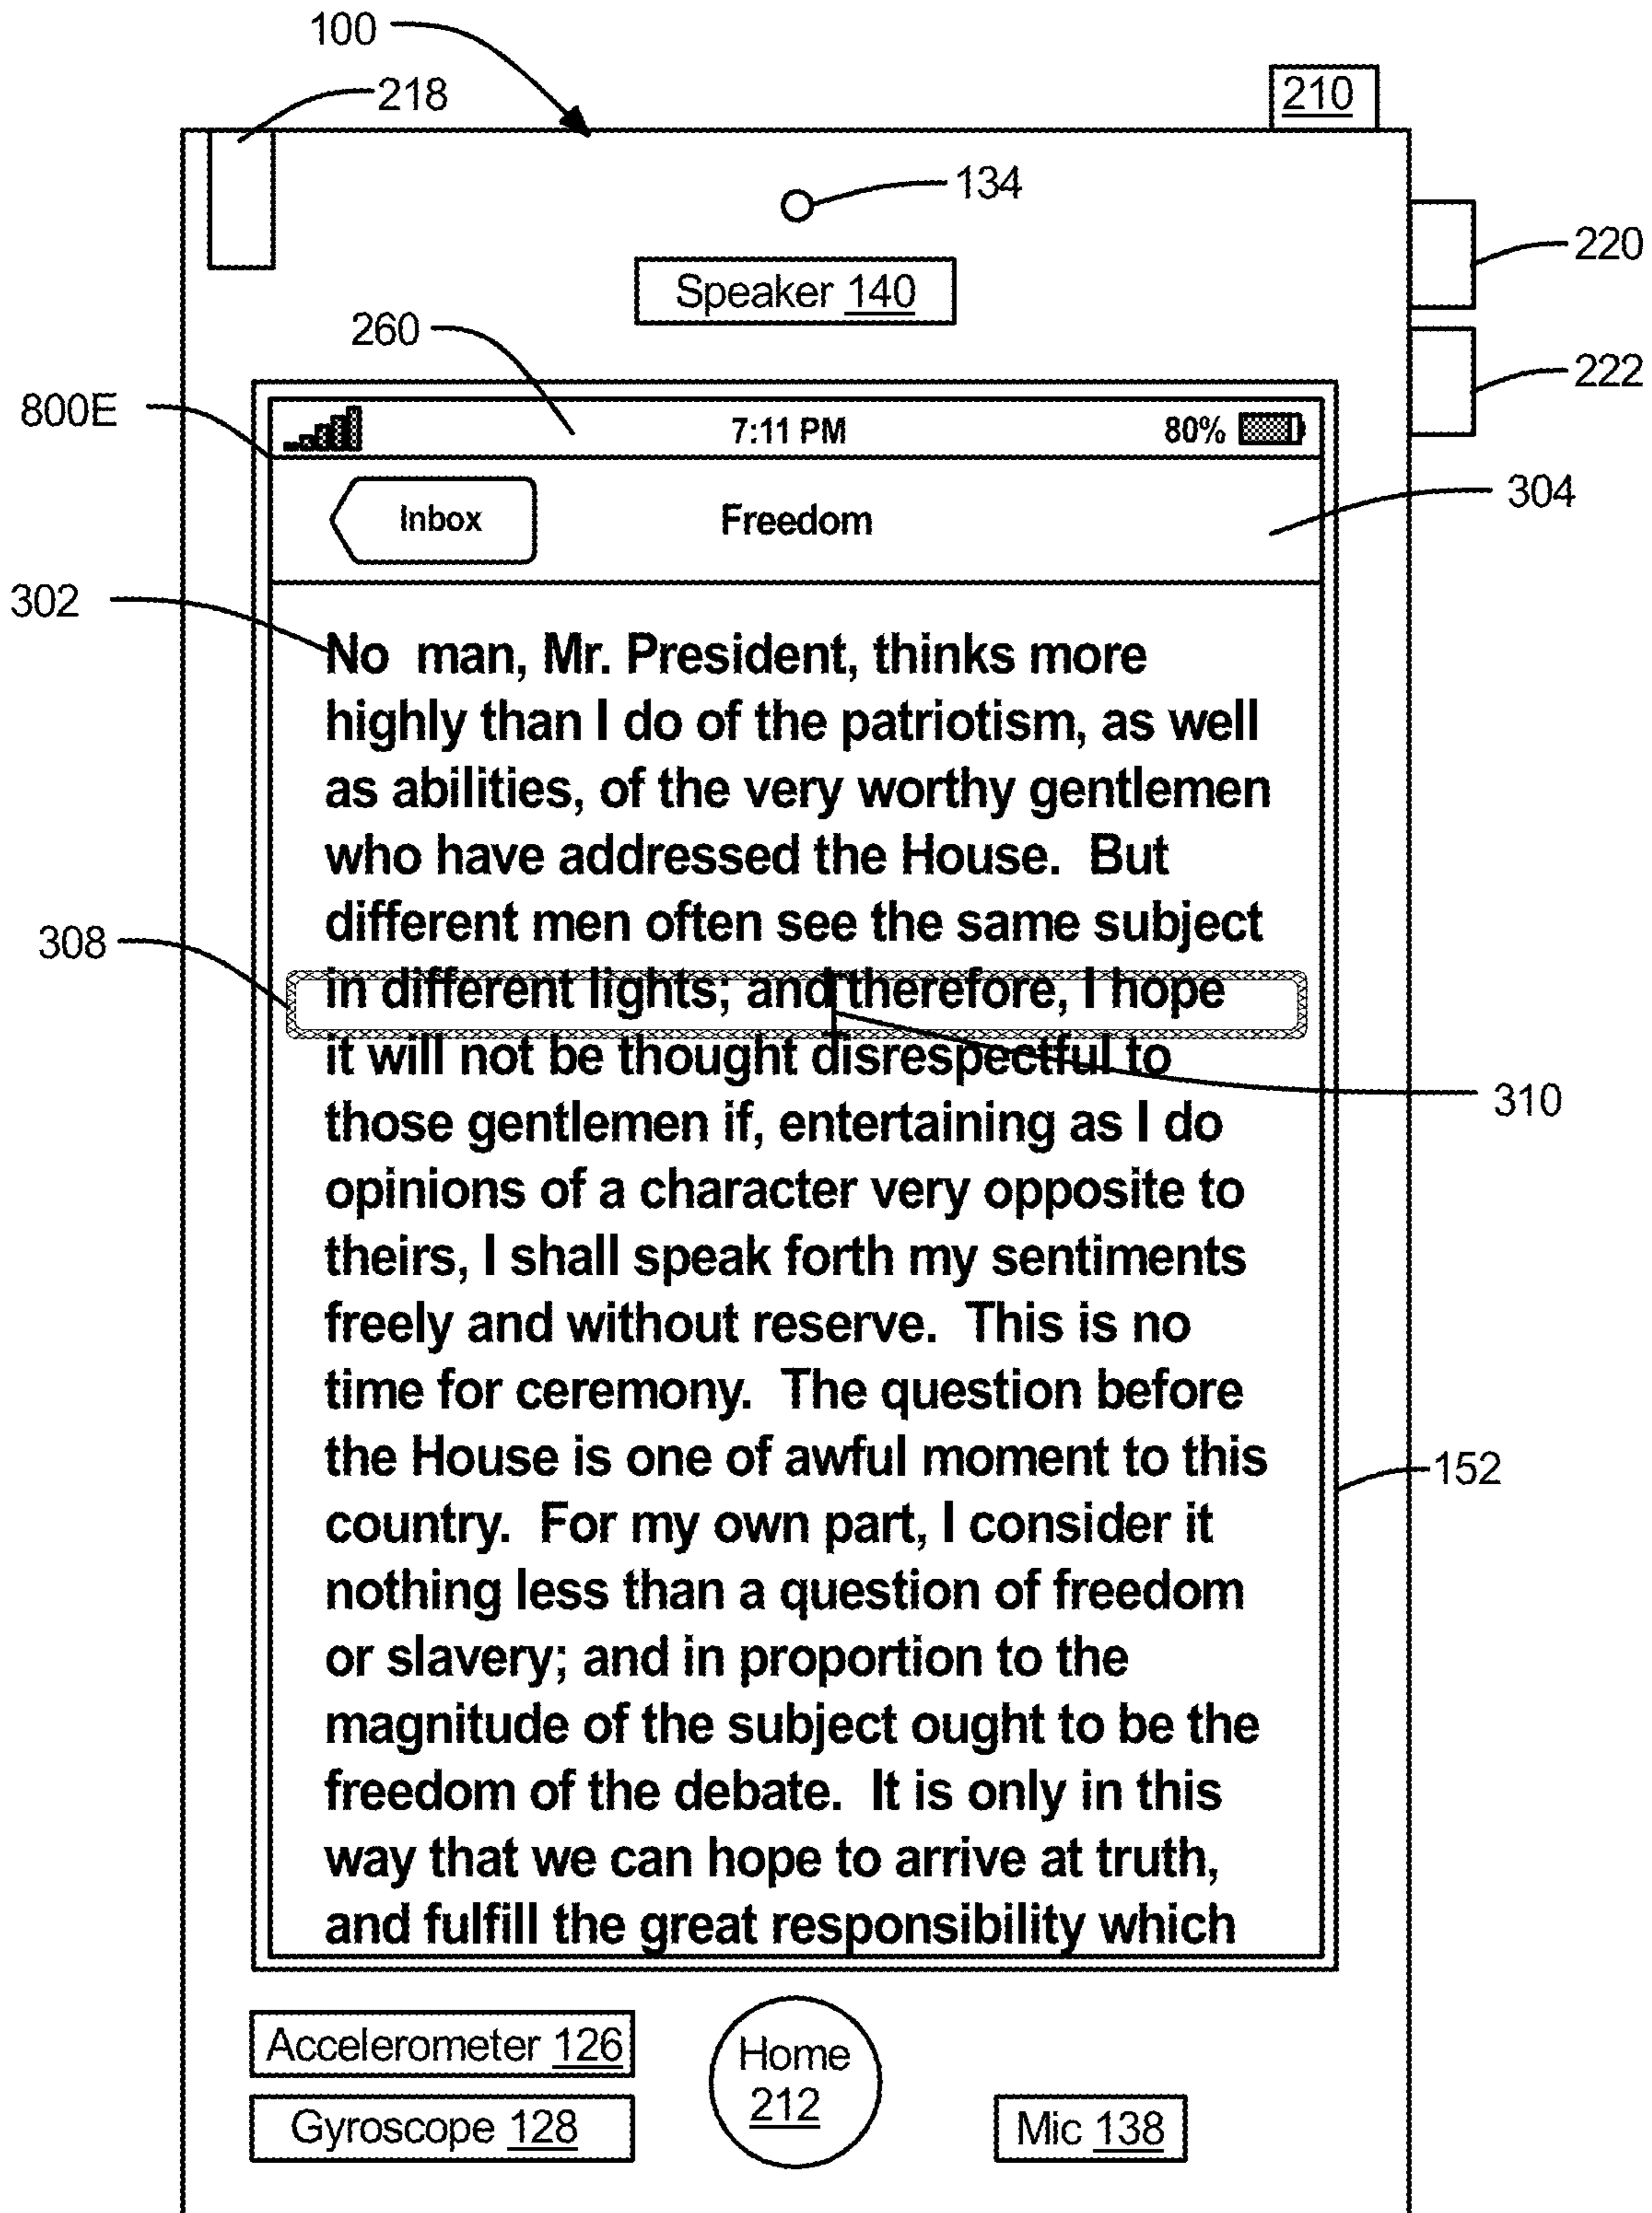 100
218
210
134
220
Speaker 140
260
222
800E
7:11 PM 80%
304
Inbox Freedom
302
No man, Mr. President, thinks more
highly than I do of the patriotism, as well
as abilities, of the very worthy gentlemen
who have addressed the House. But
different men often see the same subject
308
in different lights; and therefore, I hope
it will not be thought disrespectful to
310
those gentlemen if, entertaining as I do
opinions of a character very opposite to
theirs, I shall speak forth my sentiments
freely and without reserve. This is no
time for ceremony. The question before
the House is one of awful moment to this
152
country. For my own part, I consider it
nothing less than a question of freedom
or slavery; and in proportion to the
magnitude of the subject ought to be the
freedom of the debate. It is only in this
way that we can hope to arrive at truth,
and fulfill the great responsibility which
Accelerometer 126
Home
212
Gyroscope 128
Mic 138